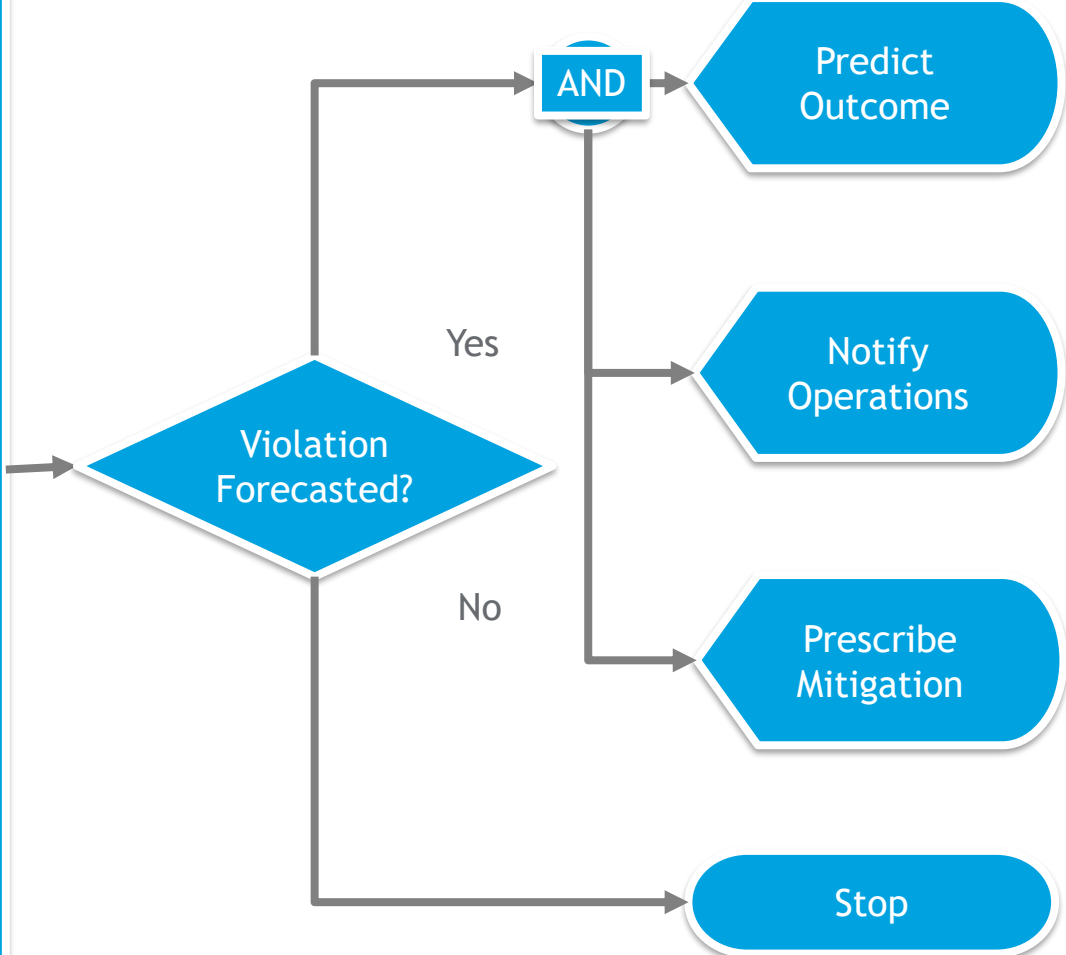 AND
Predict
Outcome
Yes
Notify
Operations
Violation
Forecasted?
No
Prescribe
Mitigation
Stop